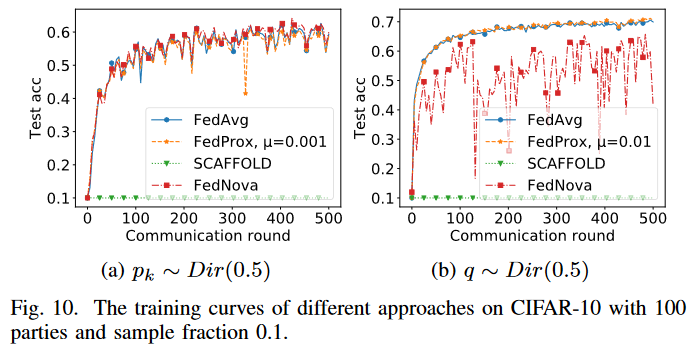 0.6
0.5
0.4
0.3
0.2
0.1
Test acc
FedAvg
FedProx, μ=0.001
SCAFFOLD
FedNova
0 100 200 300 400 500
Communication round
(a) pₖ ∼ Dir(0.5)
0.7
0.6
0.5
0.4
0.3
0.2
0.1
Test acc
FedAvg
FedProx, μ=0.01
SCAFFOLD
FedNova
0 100 200 300 400 500
Communication round
(b) q ∼ Dir(0.5)
Fig. 10. The training curves of different approaches on CIFAR-10 with 100
parties and sample fraction 0.1.